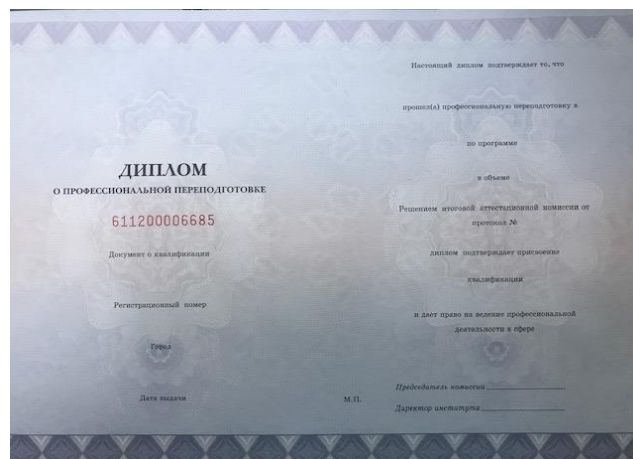 ДИПЛОМ
О ПРОФЕССИОНАЛЬНОЙ ПЕРЕПОДГОТОВКЕ
611200006685
Документ о квалификации
Регистрационный номер
Город
Дата выдачи
М.П.
Настоящий диплом подтверждает то, что
прошел(а) профессиональную переподготовку в
по программе
в объеме
Решением итоговой аттестационной комиссии от
протокол №
диплом подтверждает присвоение
квалификации
и дает право на ведение профессиональной
деятельности в сфере
Председатель комиссии
Директор института